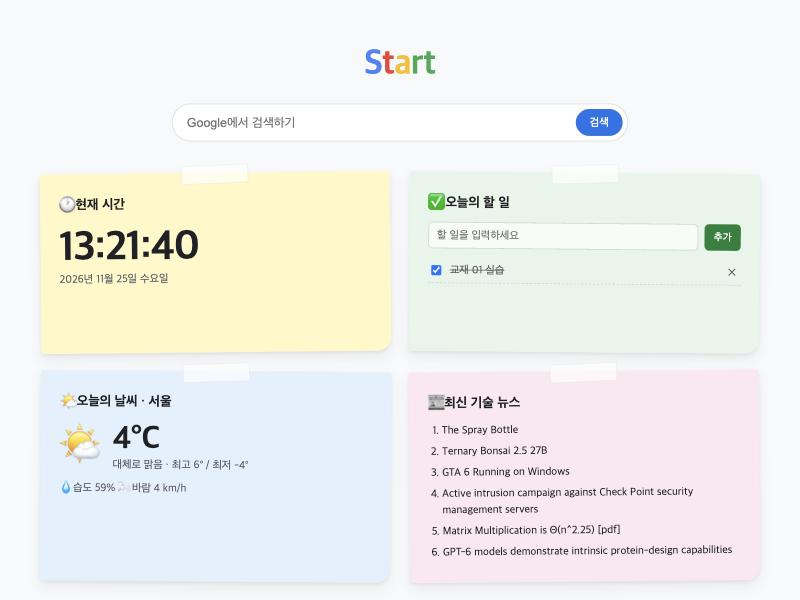 Start
Google에서 검색하기
검색
현재 시간
13:21:40
2026년 11월 25일 수요일
오늘의 할 일
할 일을 입력하세요
추가
교재 01 실습
×
오늘의 날씨 · 서울
4°C
대체로 맑음 · 최고 6° / 최저 -4°
습도 59% 바람 4 km/h
최신 기술 뉴스
1. The Spray Bottle
2. Ternary Bonsai 2.5 27B
3. GTA 6 Running on Windows
4. Active intrusion campaign against Check Point security
management servers
5. Matrix Multiplication is Θ(n^2.25) [pdf]
6. GPT-6 models demonstrate intrinsic protein-design capabilities